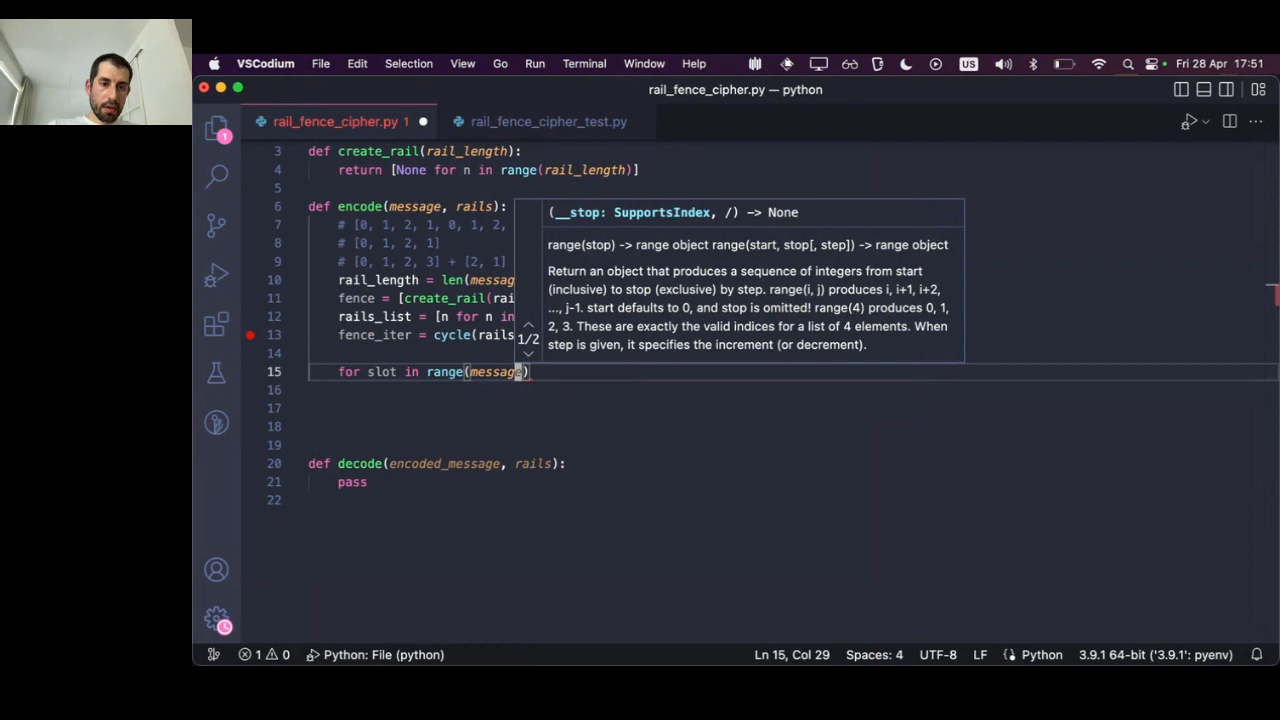 VSCodium File Edit Selection View Go Run Terminal Window Help US Fri 28 Apr 17:51
rail_fence_cipher.py — python
rail_fence_cipher.py 1 rail_fence_cipher_test.py
1
3 def create_rail(rail_length):
4 return [None for n in range(rail_length)]
5
6 def encode(message, rails):
7 # [0, 1, 2, 1, 0, 1, 2,
8 # [0, 1, 2, 1]
9 # [0, 1, 2, 3] + [2, 1]
10 rail_length = len(messag
11 fence = [create_rail(rai
12 rails_list = [n for n in
13 fence_iter = cycle(rails
14
15 for slot in range(message)
16
17
18
19
20 def decode(encoded_message, rails):
21 pass
22
1/2
(__stop: SupportsIndex, /) -> None
range(stop) -> range object range(start, stop[, step]) -> range object
Return an object that produces a sequence of integers from start
(inclusive) to stop (exclusive) by step. range(i, j) produces i, i+1, i+2,
..., j-1. start defaults to 0, and stop is omitted! range(4) produces 0, 1,
2, 3. These are exactly the valid indices for a list of 4 elements. When
step is given, it specifies the increment (or decrement).
1 0 Python: File (python) Ln 15, Col 29 Spaces: 4 UTF-8 LF Python 3.9.1 64-bit ('3.9.1': pyenv)